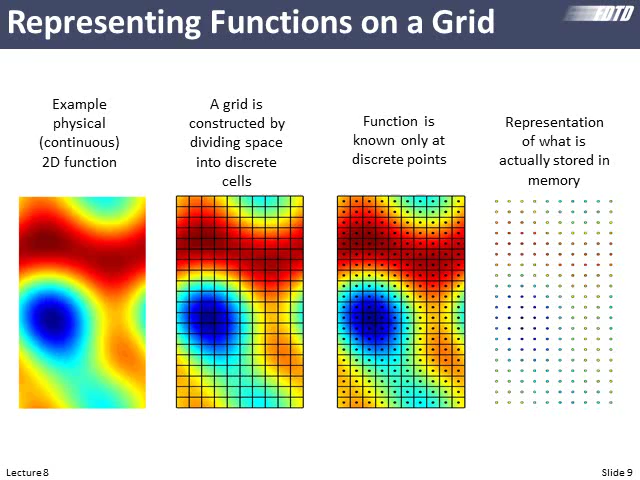 Representing Functions on a Grid
FDTD
Example
physical
(continuous)
2D function
A grid is
constructed by
dividing space
into discrete
cells
Function is
known only at
discrete points
Representation
of what is
actually stored in
memory
Lecture 8
Slide 9